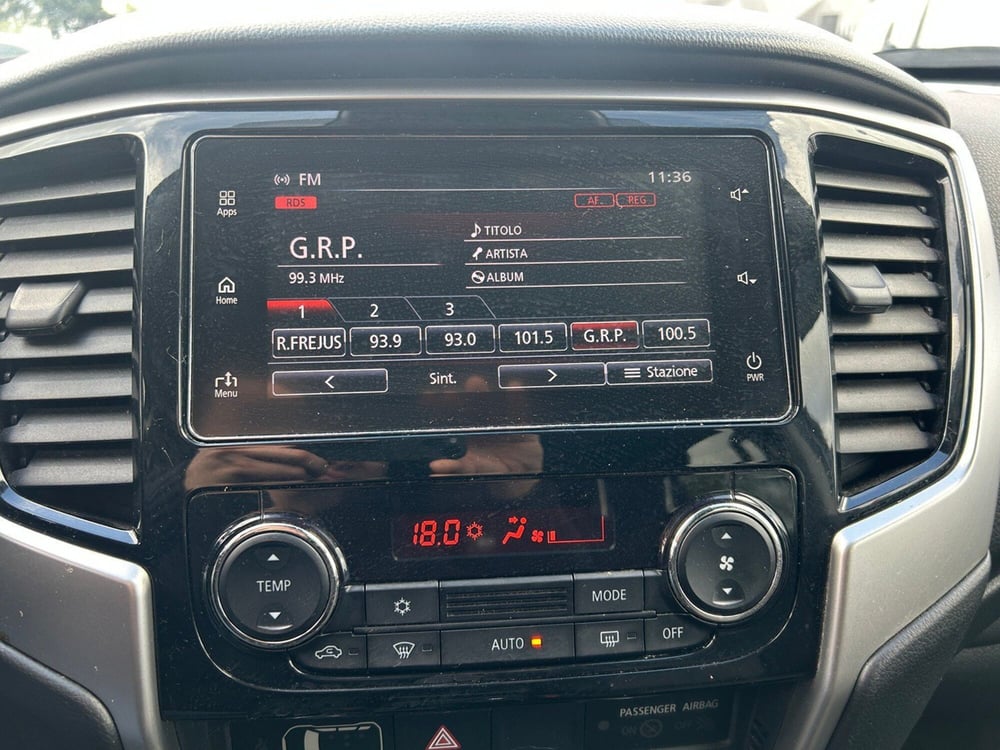 FM 11:36
RDS AF REG
Apps
G.R.P.
TITOLO
ARTISTA
99.3 MHz
ALBUM
Home
1 2 3
R.FREJUS 93.9 93.0 101.5 G.R.P. 100.5
< Sint. > Stazione
Menu
PWR
18.0
TEMP
MODE
AUTO
OFF
PASSENGER AIRBAG
ON OFF